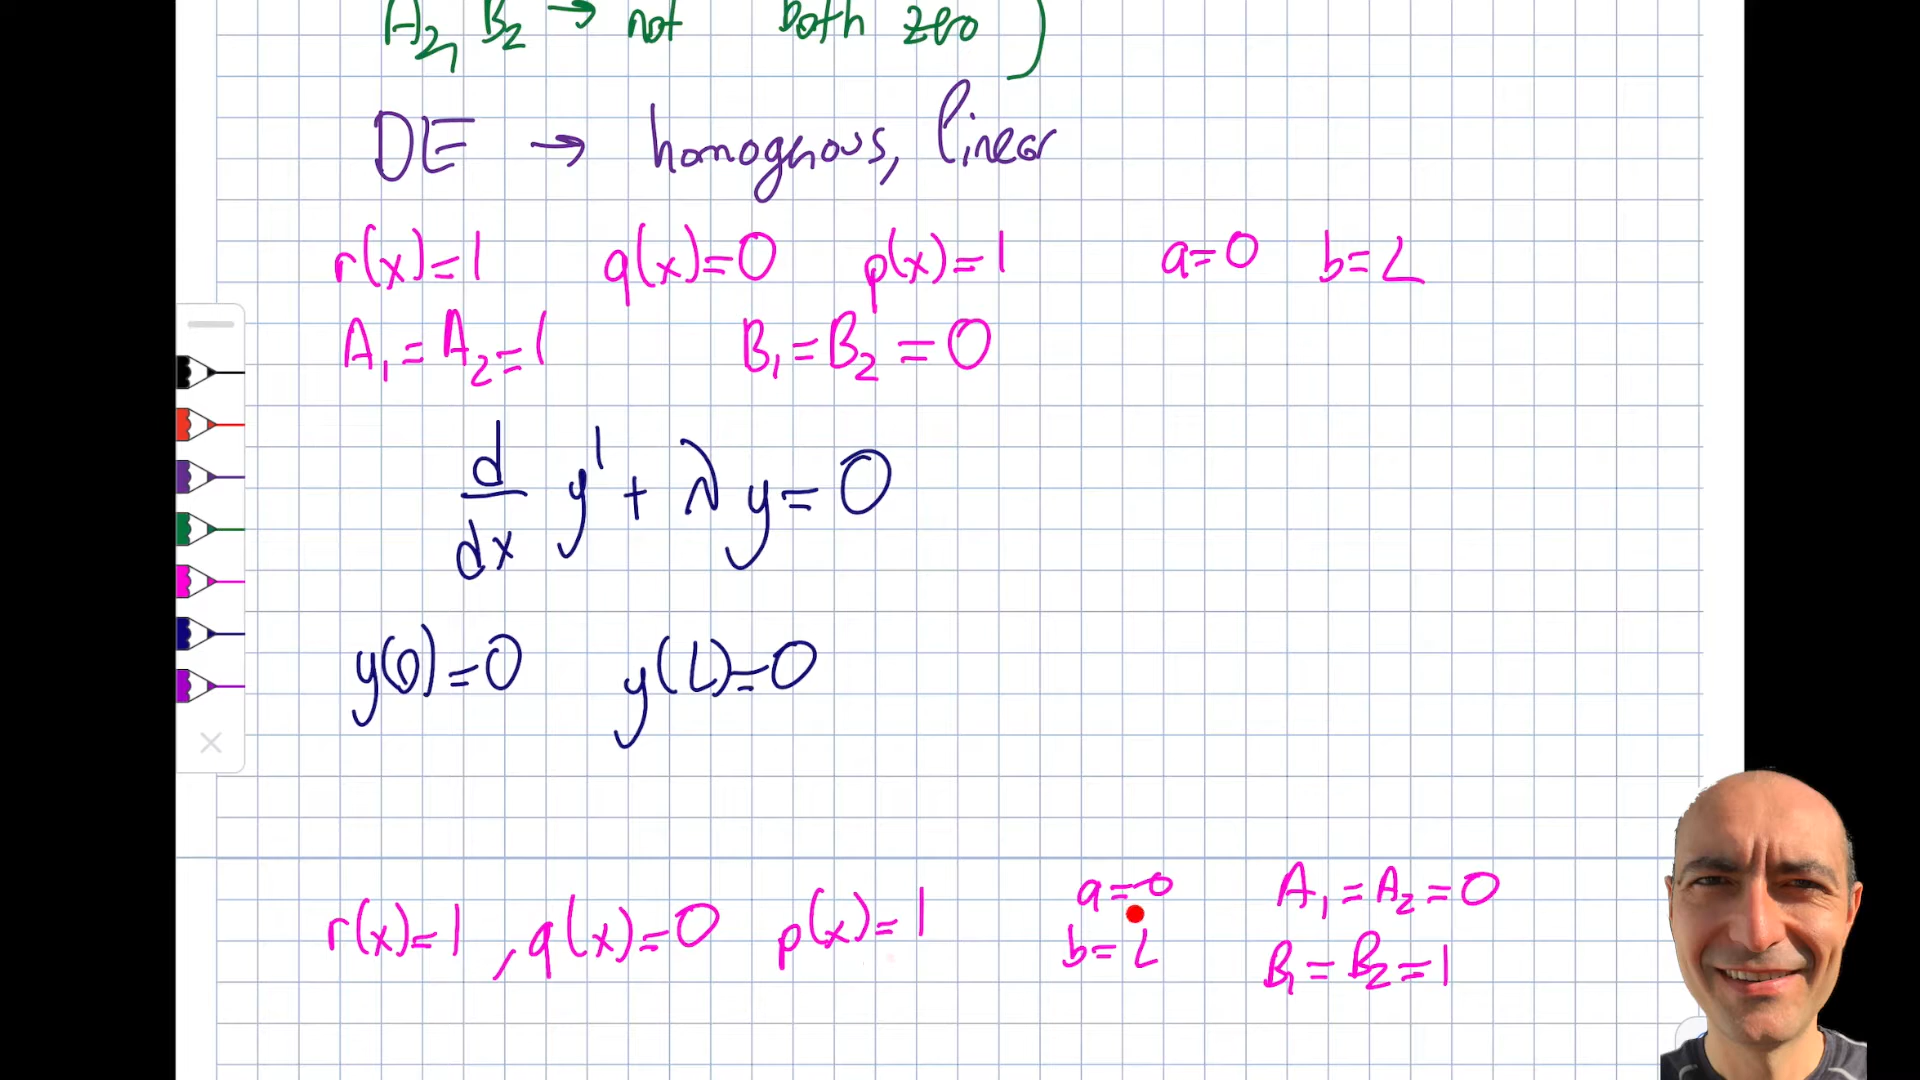 A₂, B₂ → not both zero )
DE → homogenous, linear
r(x)=1 q(x)=0 p(x)=1 a=0 b=L
A₁=A₂=1 B₁=B₂=0
d/dx y' + λy=0
y(0)=0 y(L)=0
r(x)=1, q(x)=0 p(x)=1 a=0 A₁=A₂=0
b=L B₁=B₂=1